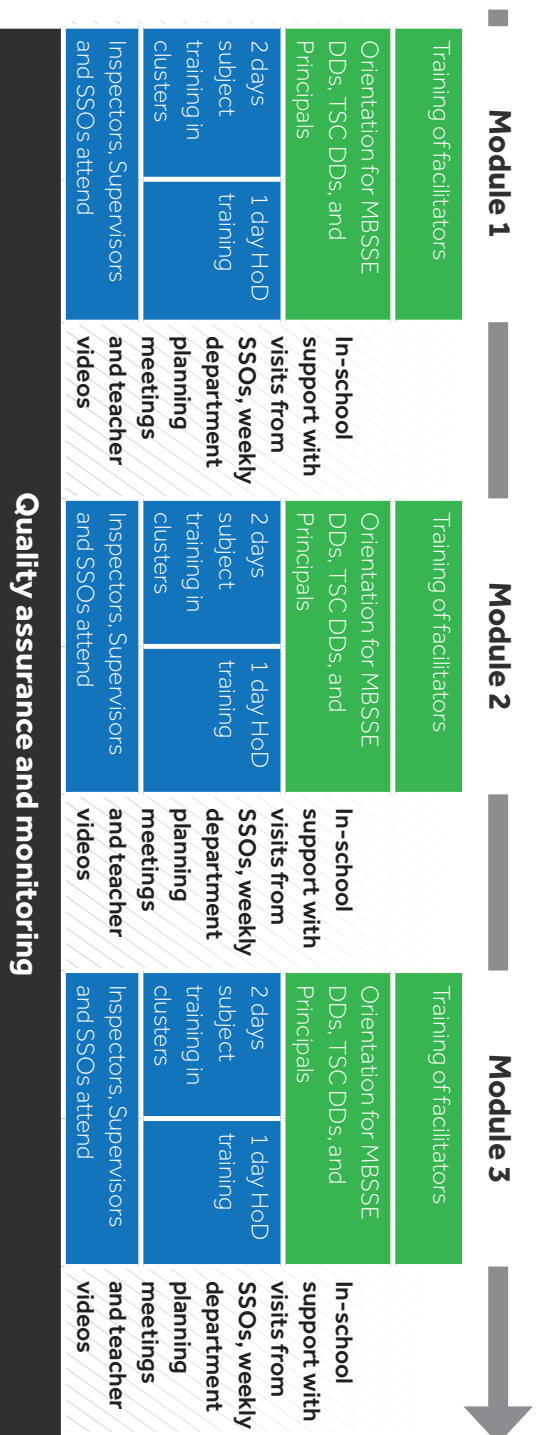 Module 1
Training of facilitators
Orientation for MBSSE
DDs, TSC DDs, and
Principals
2 days
subject
training in
clusters
1 day HoD
training
Inspectors, Supervisors
and SSOs attend
In-school
support with
visits from
SSOs, weekly
department
planning
meetings
and teacher
videos
Module 2
Training of facilitators
Orientation for MBSSE
DDs, TSC DDs, and
Principals
2 days
subject
training in
clusters
1 day HoD
training
Inspectors, Supervisors
and SSOs attend
In-school
support with
visits from
SSOs, weekly
department
planning
meetings
and teacher
videos
Module 3
Training of facilitators
Orientation for MBSSE
DDs, TSC DDs, and
Principals
2 days
subject
training in
clusters
1 day HoD
training
Inspectors, Supervisors
and SSOs attend
In-school
support with
visits from
SSOs, weekly
department
planning
meetings
and teacher
videos
Quality assurance and monitoring